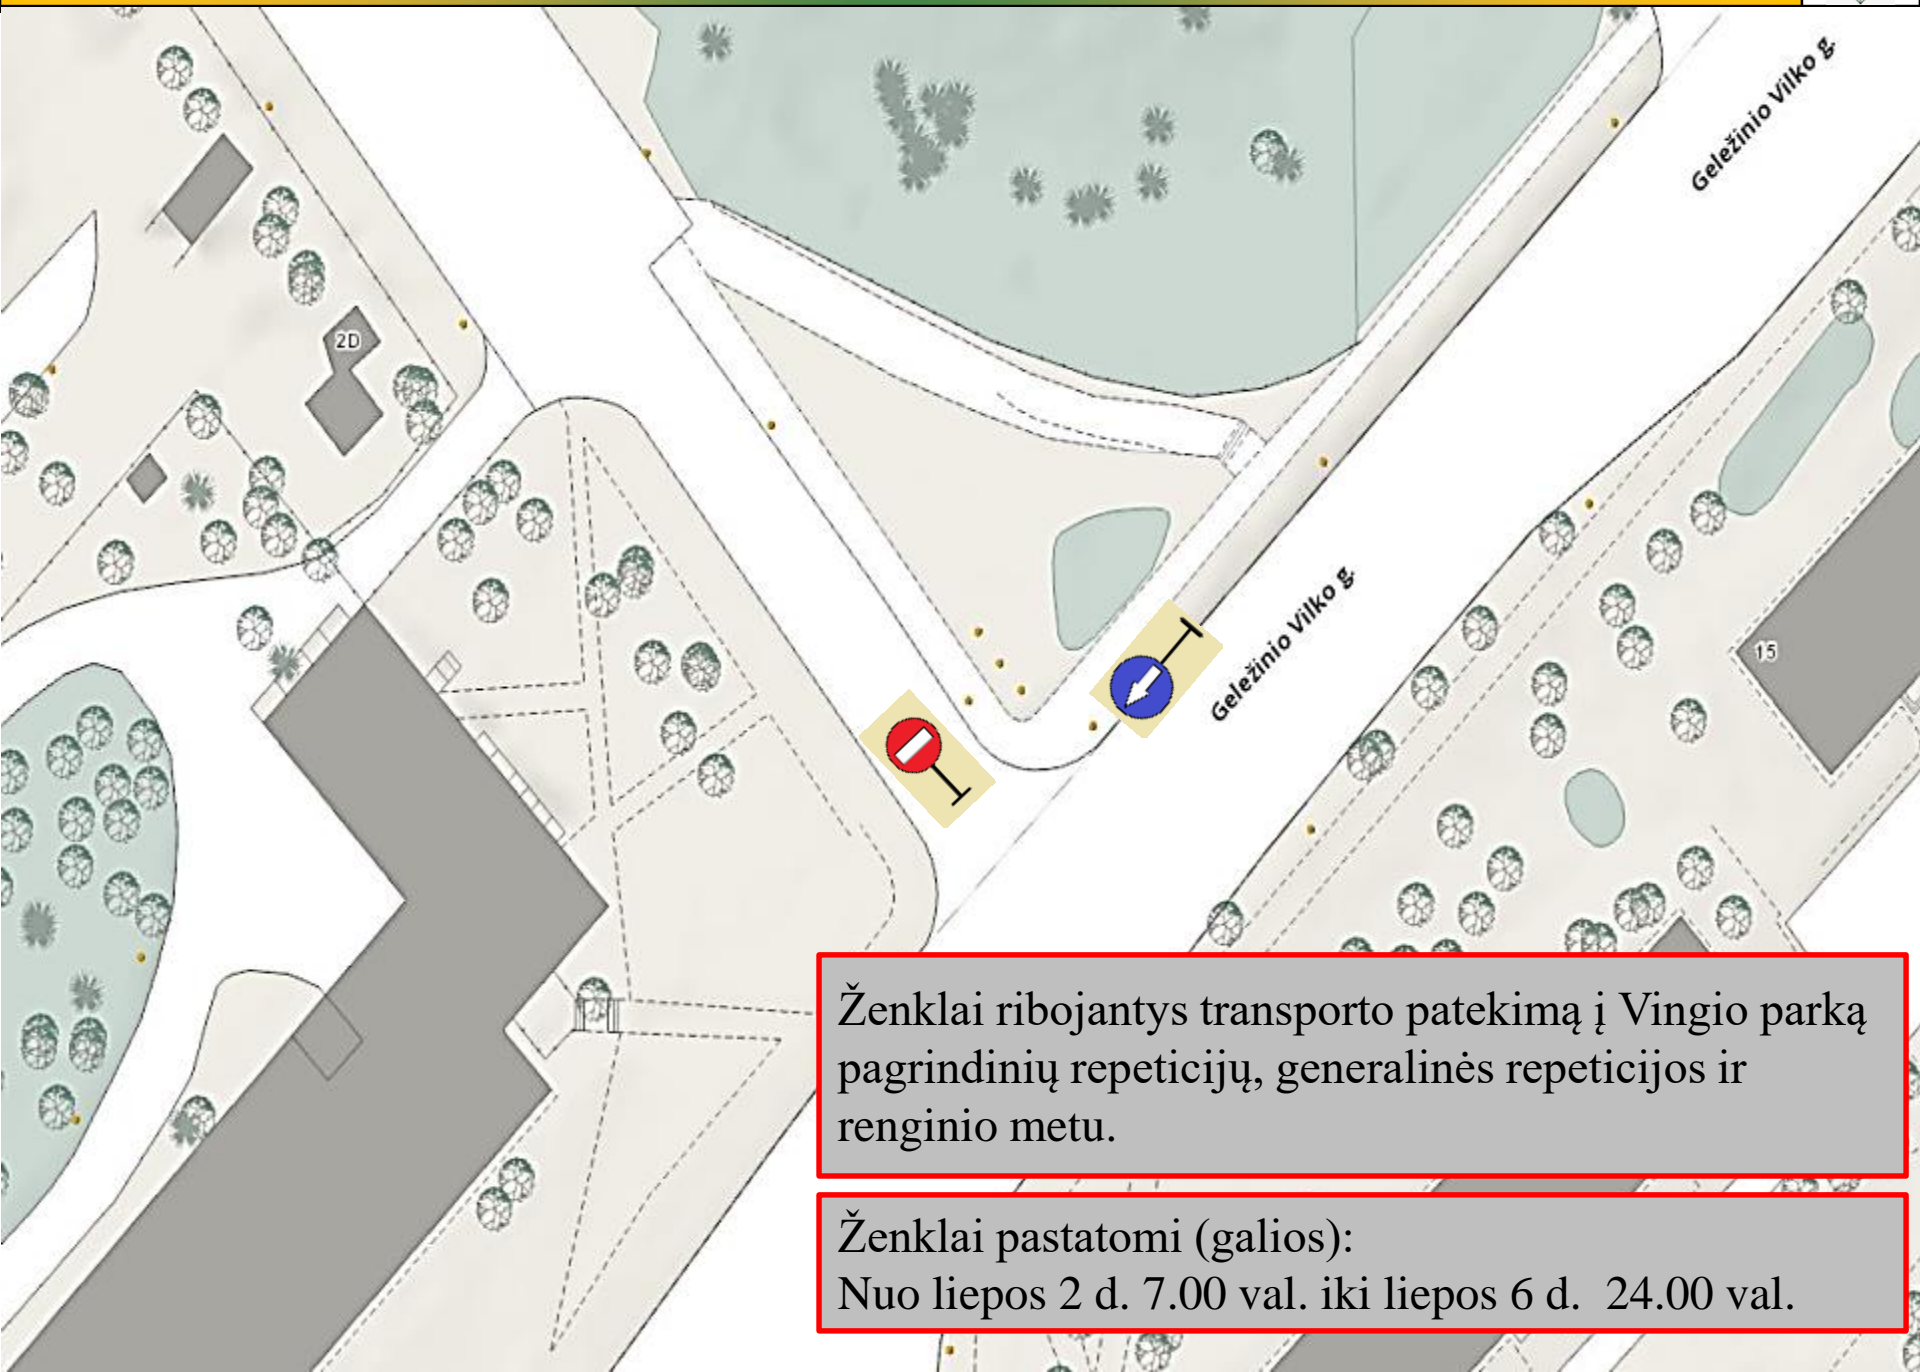 Geležinio Vilko g.
2D
Geležinio Vilko g.
15
Ženklai ribojantys transporto patekimą į Vingio parką
pagrindinių repeticijų, generalinės repeticijos ir
renginio metu.
Ženklai pastatomi (galios):
Nuo liepos 2 d. 7.00 val. iki liepos 6 d.  24.00 val.